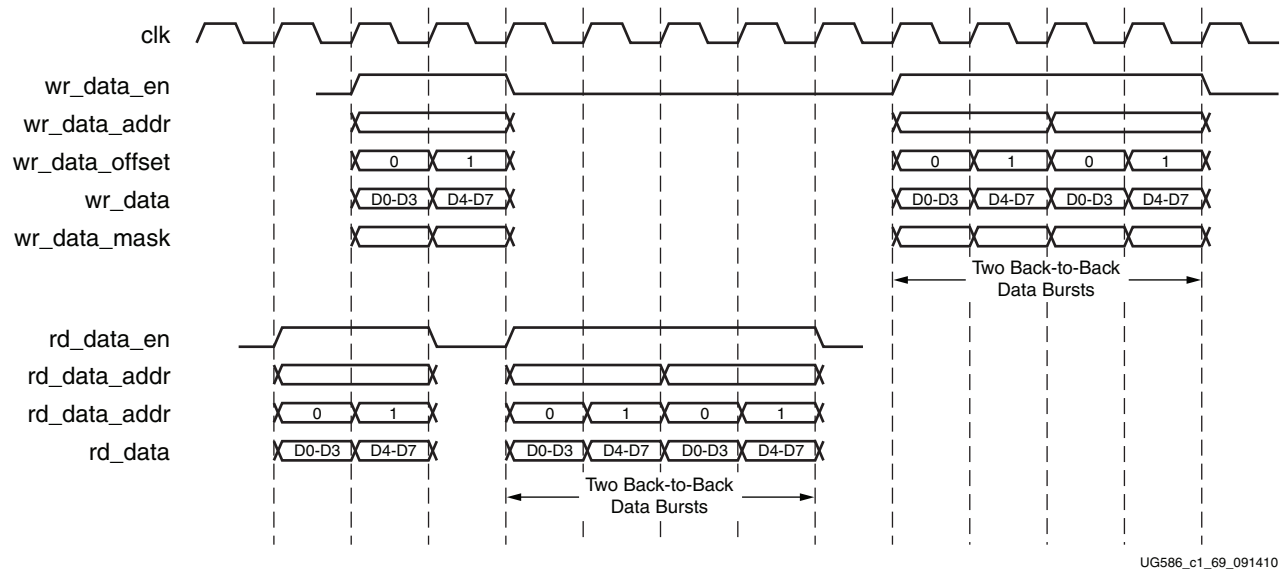 clk
wr_data_en
wr_data_addr
wr_data_offset 0 1 0 1 0 1
wr_data D0-D3 D4-D7 D0-D3 D4-D7 D0-D3 D4-D7
wr_data_mask
Two Back-to-Back
Data Bursts
rd_data_en
rd_data_addr
rd_data_addr 0 1 0 1 0 1
rd_data D0-D3 D4-D7 D0-D3 D4-D7 D0-D3 D4-D7
Two Back-to-Back
Data Bursts
UG586_c1_69_091410